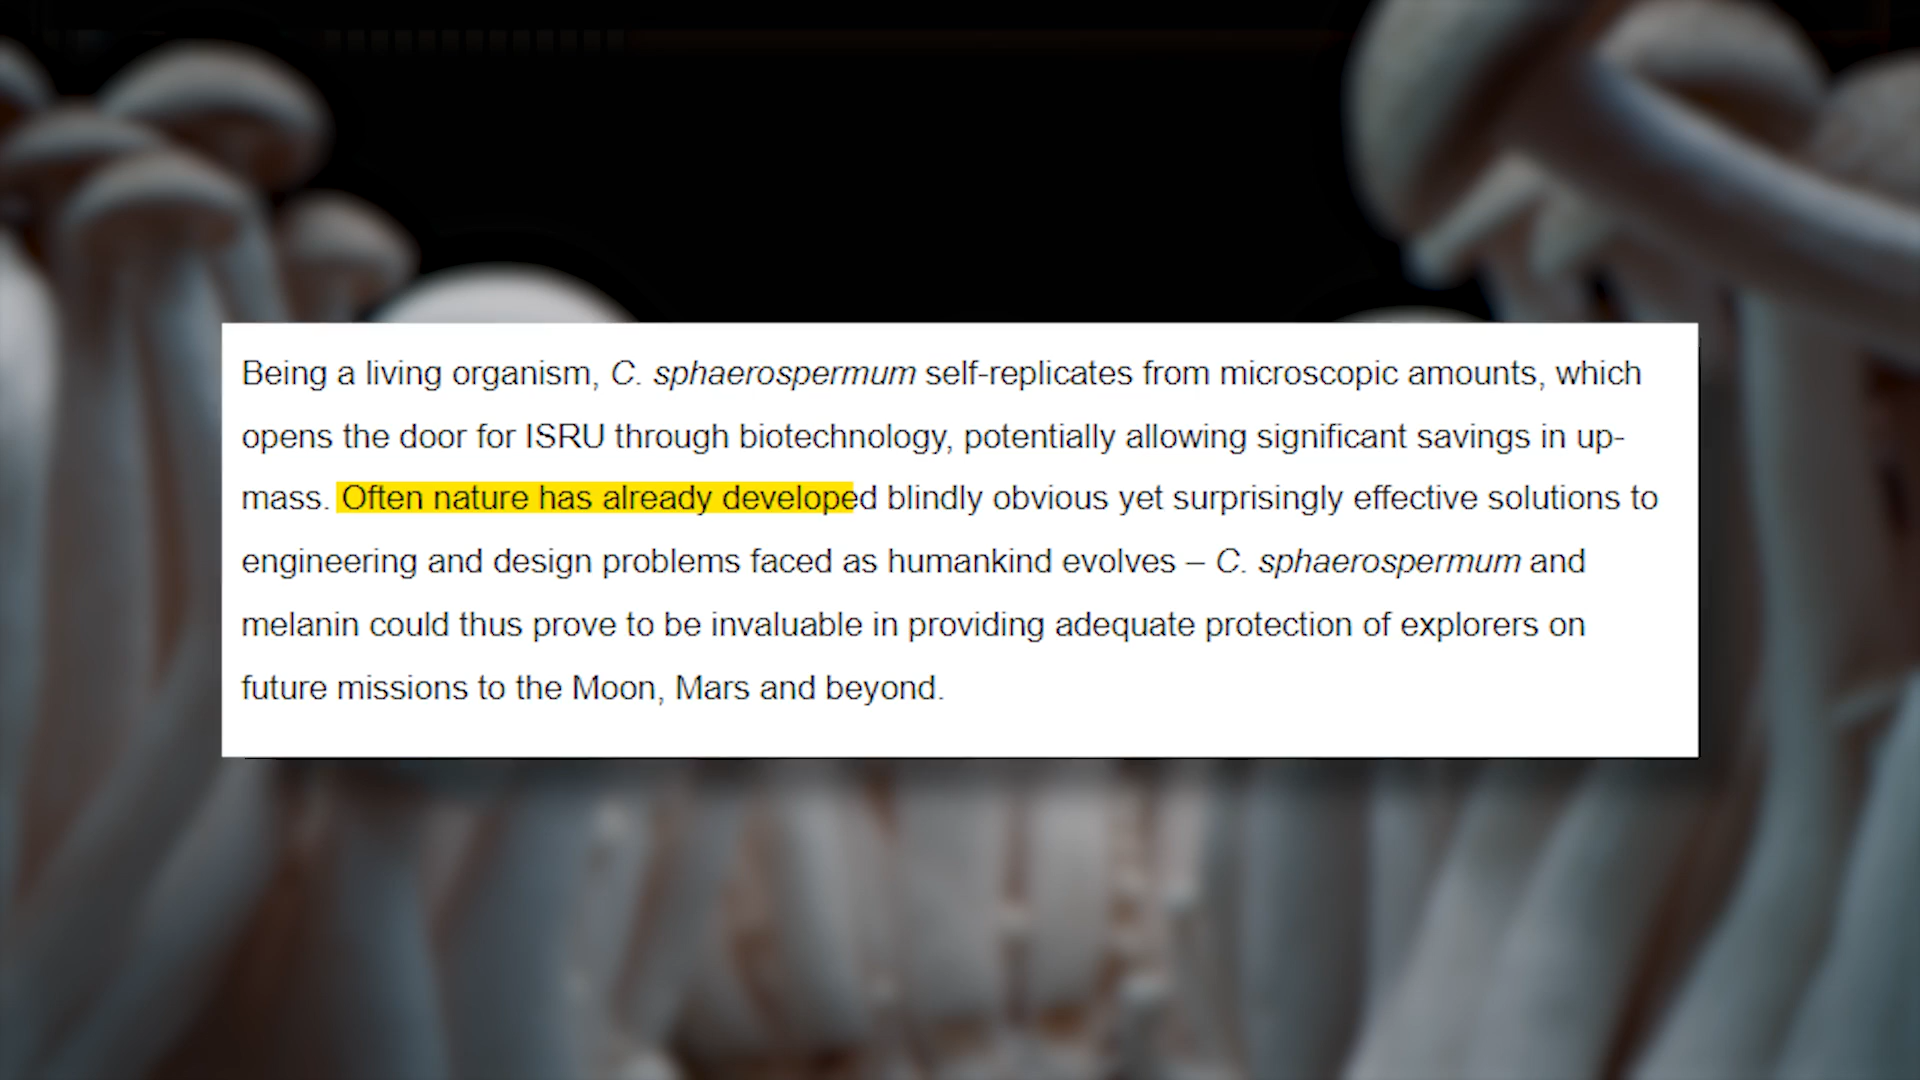 Being a living organism, C. sphaerospermum self-replicates from microscopic amounts, which
opens the door for ISRU through biotechnology, potentially allowing significant savings in up-
mass. Often nature has already developed blindly obvious yet surprisingly effective solutions to
engineering and design problems faced as humankind evolves – C. sphaerospermum and
melanin could thus prove to be invaluable in providing adequate protection of explorers on
future missions to the Moon, Mars and beyond.